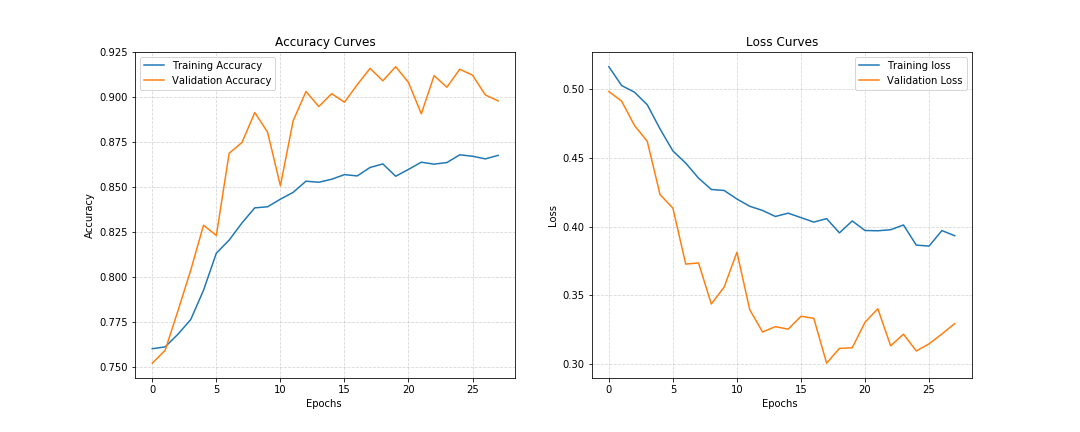 Accuracy Curves
Training Accuracy
Validation Accuracy
0.925
0.900
0.875
0.850
0.825
0.800
0.775
0.750
Accuracy
0 5 10 15 20 25
Epochs
Loss Curves
Training loss
Validation Loss
0.50
0.45
0.40
0.35
0.30
Loss
0 5 10 15 20 25
Epochs